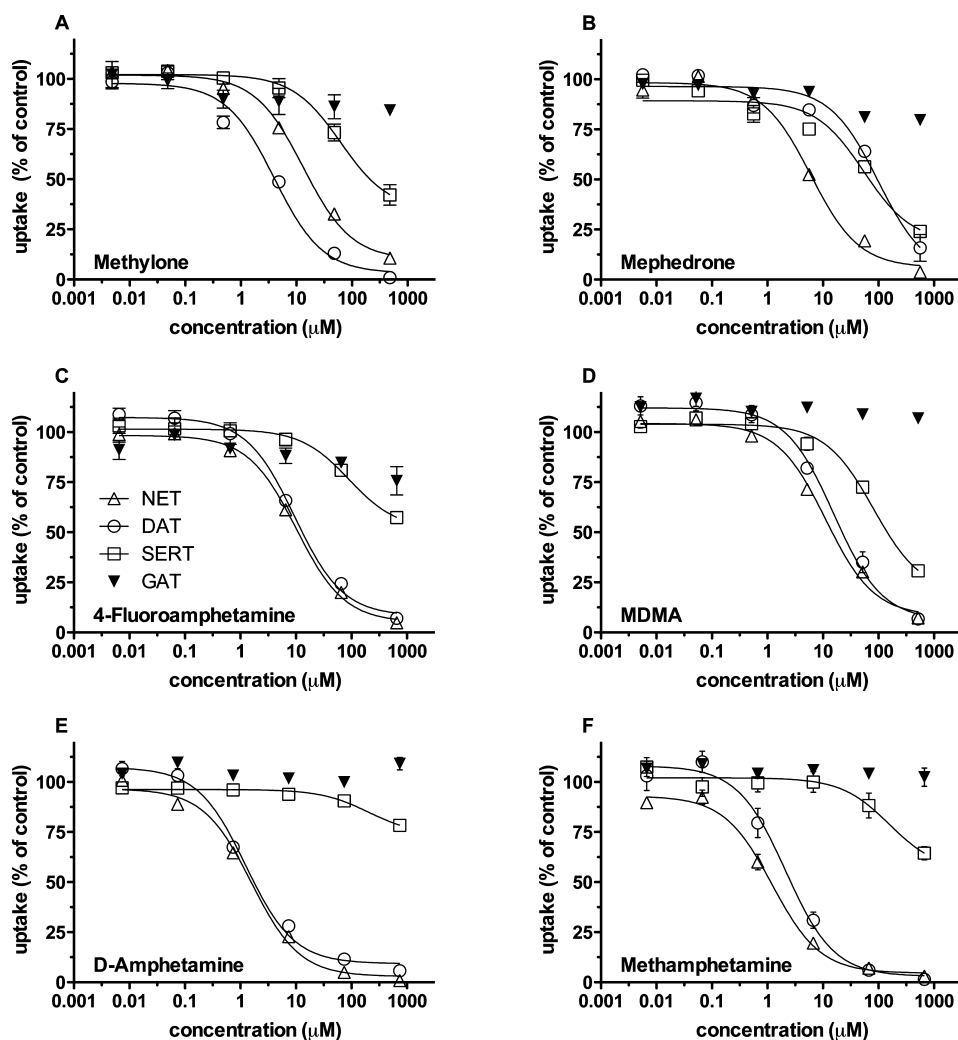 A
B
uptake (% of control)
100
75
50
25
0
Methylone
0.001
0.01
0.1
1
10
100
1000
concentration (μM)
uptake (% of control)
100
75
50
25
0
Mephedrone
0.001
0.01
0.1
1
10
100
1000
concentration (μM)
C
D
uptake (% of control)
100
75
50
25
0
NET
DAT
SERT
GAT
4-Fluoroamphetamine
0.001
0.01
0.1
1
10
100
1000
concentration (μM)
uptake (% of control)
100
75
50
25
0
MDMA
0.001
0.01
0.1
1
10
100
1000
concentration (μM)
E
F
uptake (% of control)
100
75
50
25
0
D-Amphetamine
0.001
0.01
0.1
1
10
100
1000
concentration (μM)
uptake (% of control)
100
75
50
25
0
Methamphetamine
0.001
0.01
0.1
1
10
100
1000
concentration (μM)